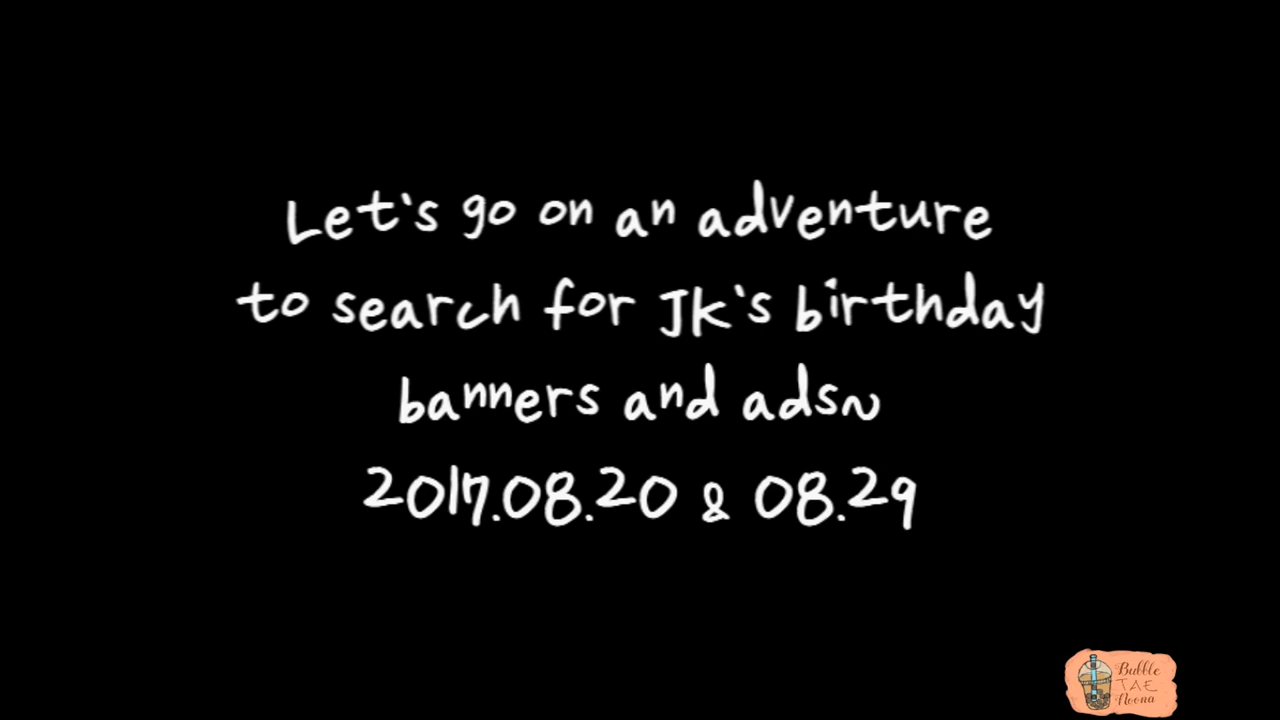 Let's go on an adventure
to search for JK's birthday
banners and ads~
2017.08.20 & 08.29
Bubble
TAE
Noona